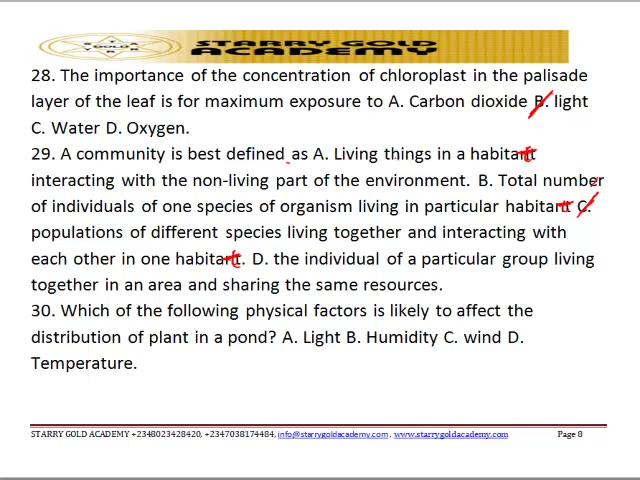 STARRY GOLD
ACADEMY
28. The importance of the concentration of chloroplast in the palisade
layer of the leaf is for maximum exposure to A. Carbon dioxide B. light
C. Water D. Oxygen.
29. A community is best defined as A. Living things in a habitant
interacting with the non-living part of the environment. B. Total number
of individuals of one species of organism living in particular habitant C.
populations of different species living together and interacting with
each other in one habitant. D. the individual of a particular group living
together in an area and sharing the same resources.
30. Which of the following physical factors is likely to affect the
distribution of plant in a pond? A. Light B. Humidity C. wind D.
Temperature.
STARRY GOLD ACADEMY +2348023428420, +2347038174484, info@starrygoldacademy.com, www.starrygoldacademy.com Page 8